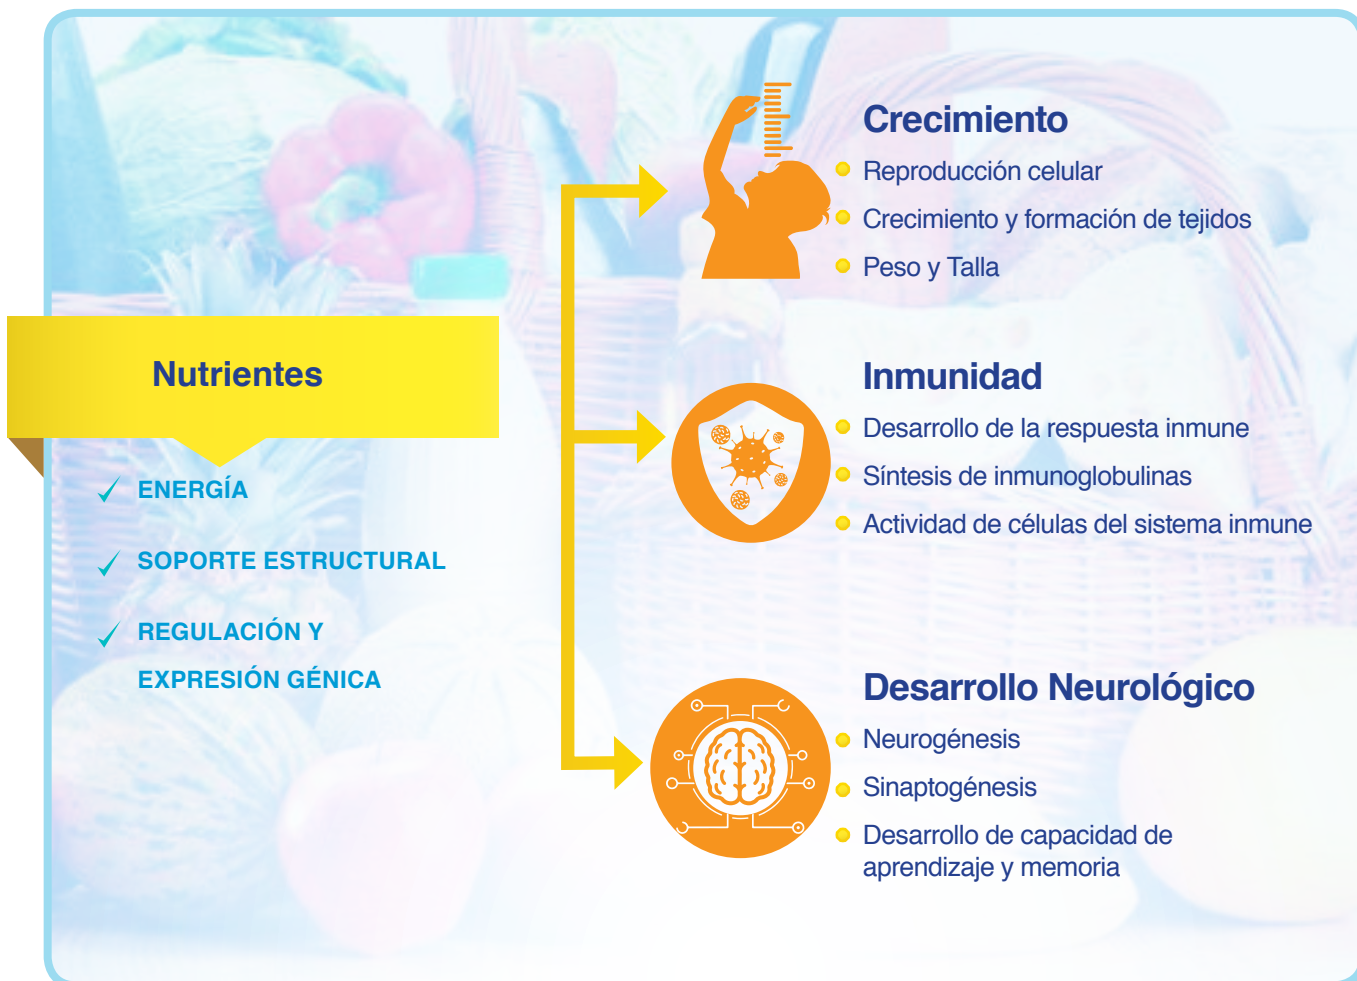 Nutrientes
ENERGÍA
SOPORTE ESTRUCTURAL
REGULACIÓN Y
EXPRESIÓN GÉNICA
Crecimiento
Reproducción celular
Crecimiento y formación de tejidos
Peso y Talla
Inmunidad
Desarrollo de la respuesta inmune
Síntesis de inmunoglobulinas
Actividad de células del sistema inmune
Desarrollo Neurológico
Neurogénesis
Sinaptogénesis
Desarrollo de capacidad de
aprendizaje y memoria